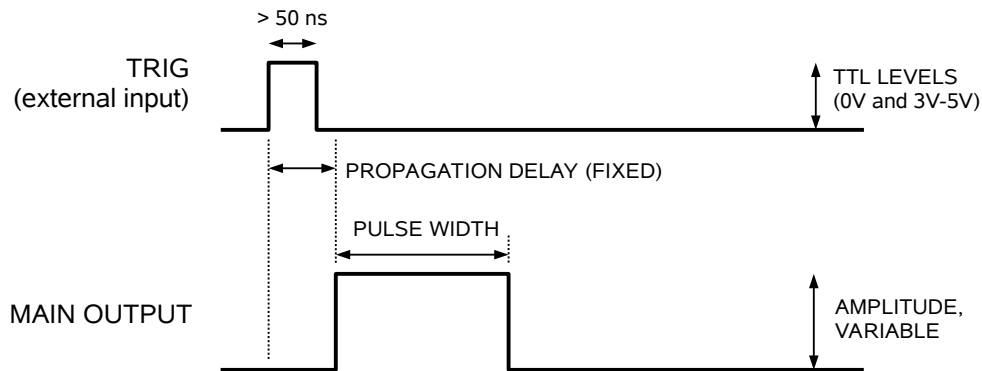 > 50 ns
TRIG
(external input)
TTL LEVELS
(0V and 3V-5V)
PROPAGATION DELAY (FIXED)
PULSE WIDTH
MAIN OUTPUT
AMPLITUDE,
VARIABLE